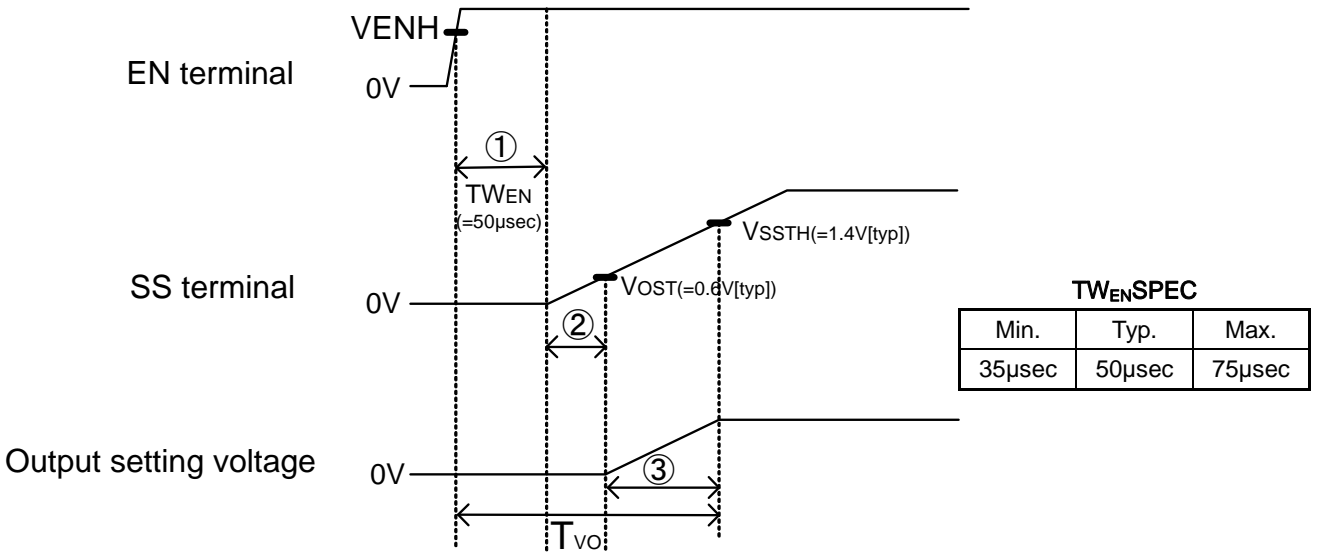 VENH
EN terminal
0V
①
TWEN
(=50µsec)
VSSTH(=1.4V[typ])
SS terminal
0V
VOST(=0.6V[typ])
②
TWENSPEC
Min. Typ. Max.
35µsec 50µsec 75µsec
Output setting voltage
0V
③
TVO